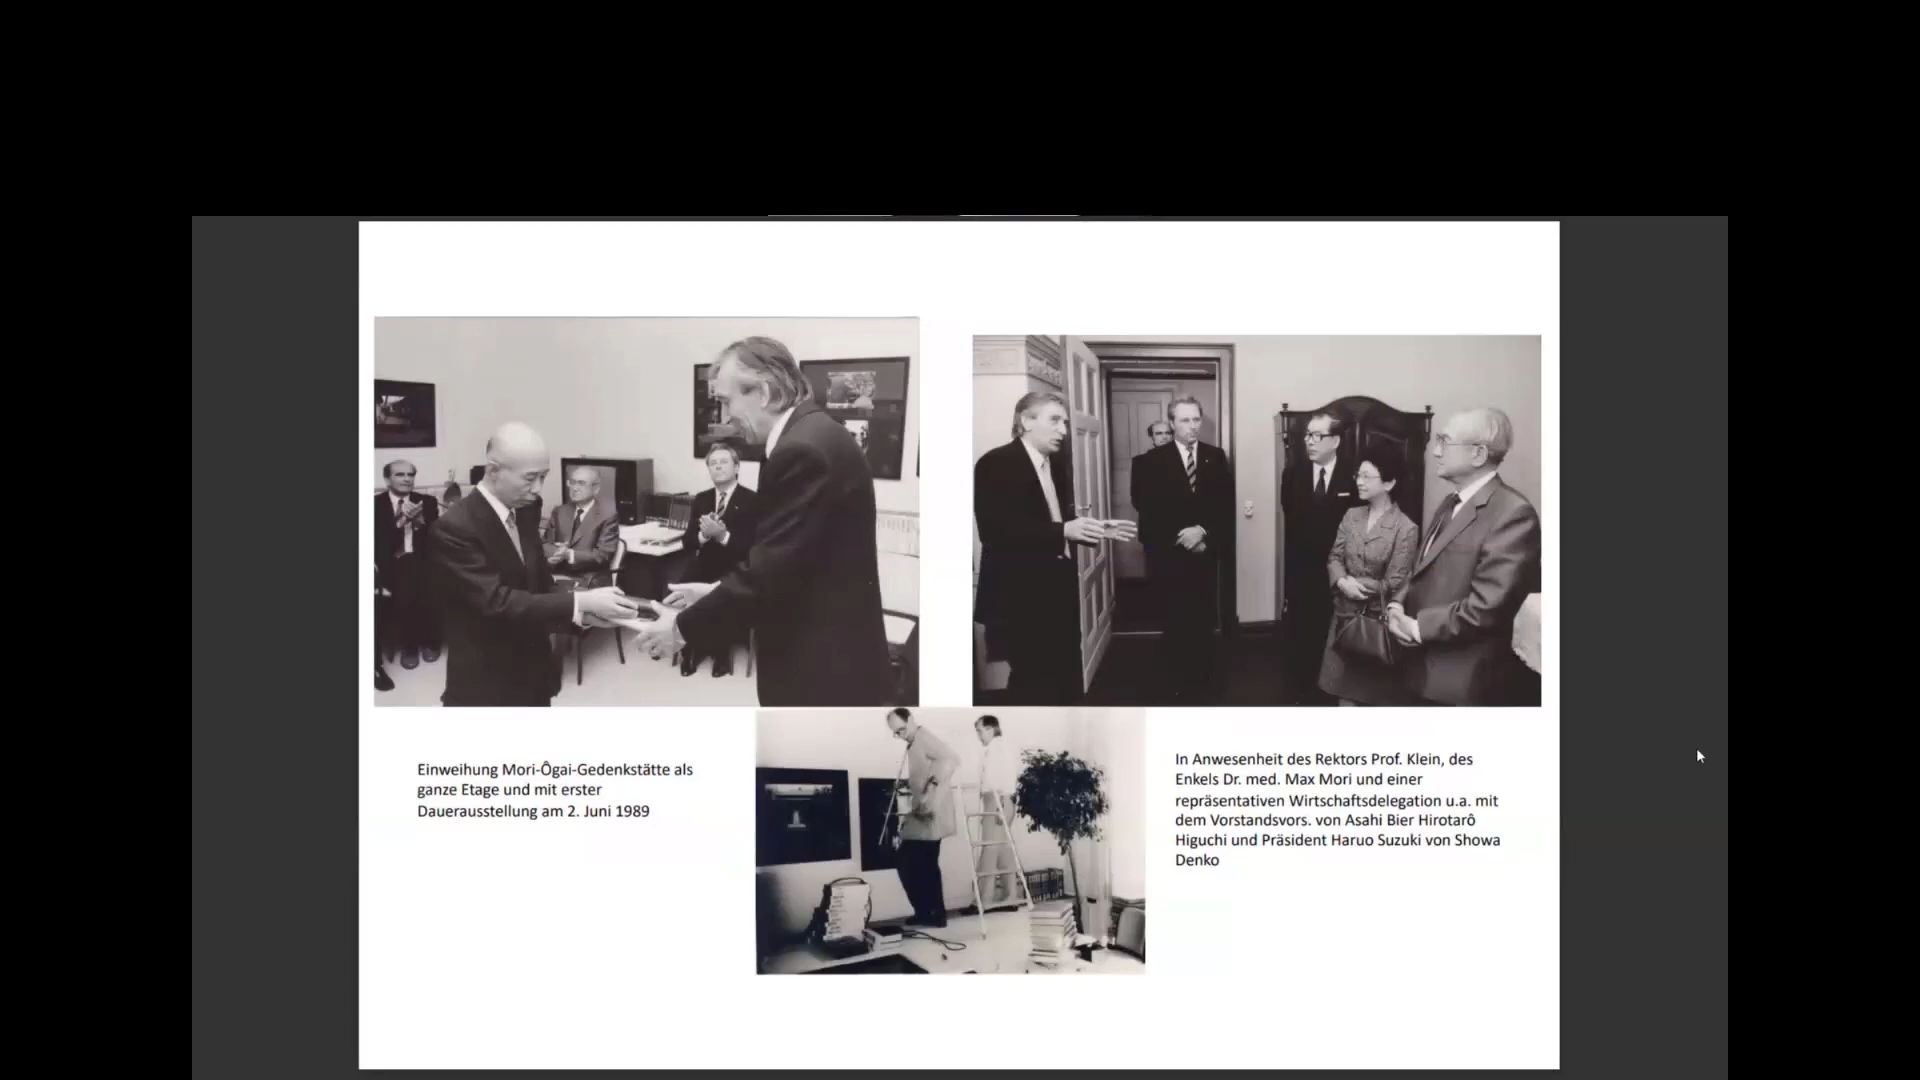 Einweihung Mori-Ôgai-Gedenkstätte als
ganze Etage und mit erster
Dauerausstellung am 2. Juni 1989
In Anwesenheit des Rektors Prof. Klein, des
Enkels Dr. med. Max Mori und einer
repräsentativen Wirtschaftsdelegation u.a. mit
dem Vorstandsvors. von Asahi Bier Hirotarô
Higuchi und Präsident Haruo Suzuki von Showa
Denko